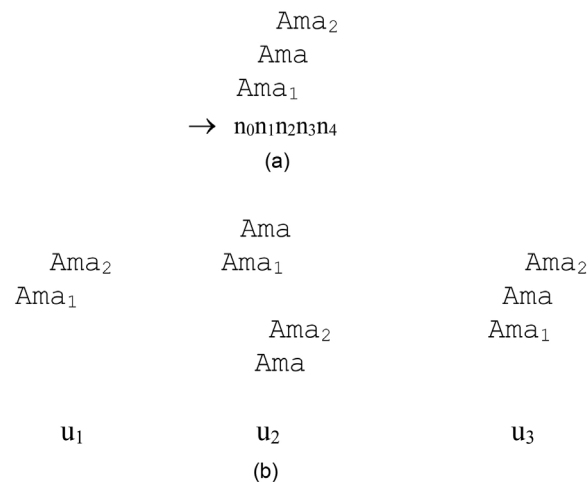 Ama₂
Ama
Ama₁
→ n₀n₁n₂n₃n₄
(a)
Ama
Ama₂ Ama₁ Ama₂
Ama₁ Ama
Ama₂ Ama₁
Ama
u₁ u₂ u₃
(b)